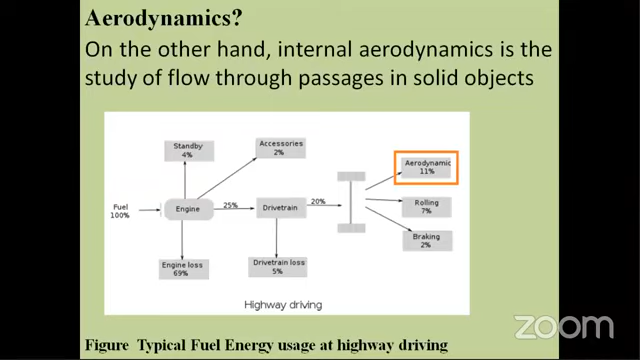 Aerodynamics?
On the other hand, internal aerodynamics is the
study of flow through passages in solid objects
Standby
4%
Accessories
2%
Aerodynamic
11%
Fuel
100%
Engine
25%
Drivetrain
20%
Rolling
7%
Braking
2%
Engine loss
69%
Drivetrain loss
5%
Highway driving
Figure Typical Fuel Energy usage at highway driving
zoom